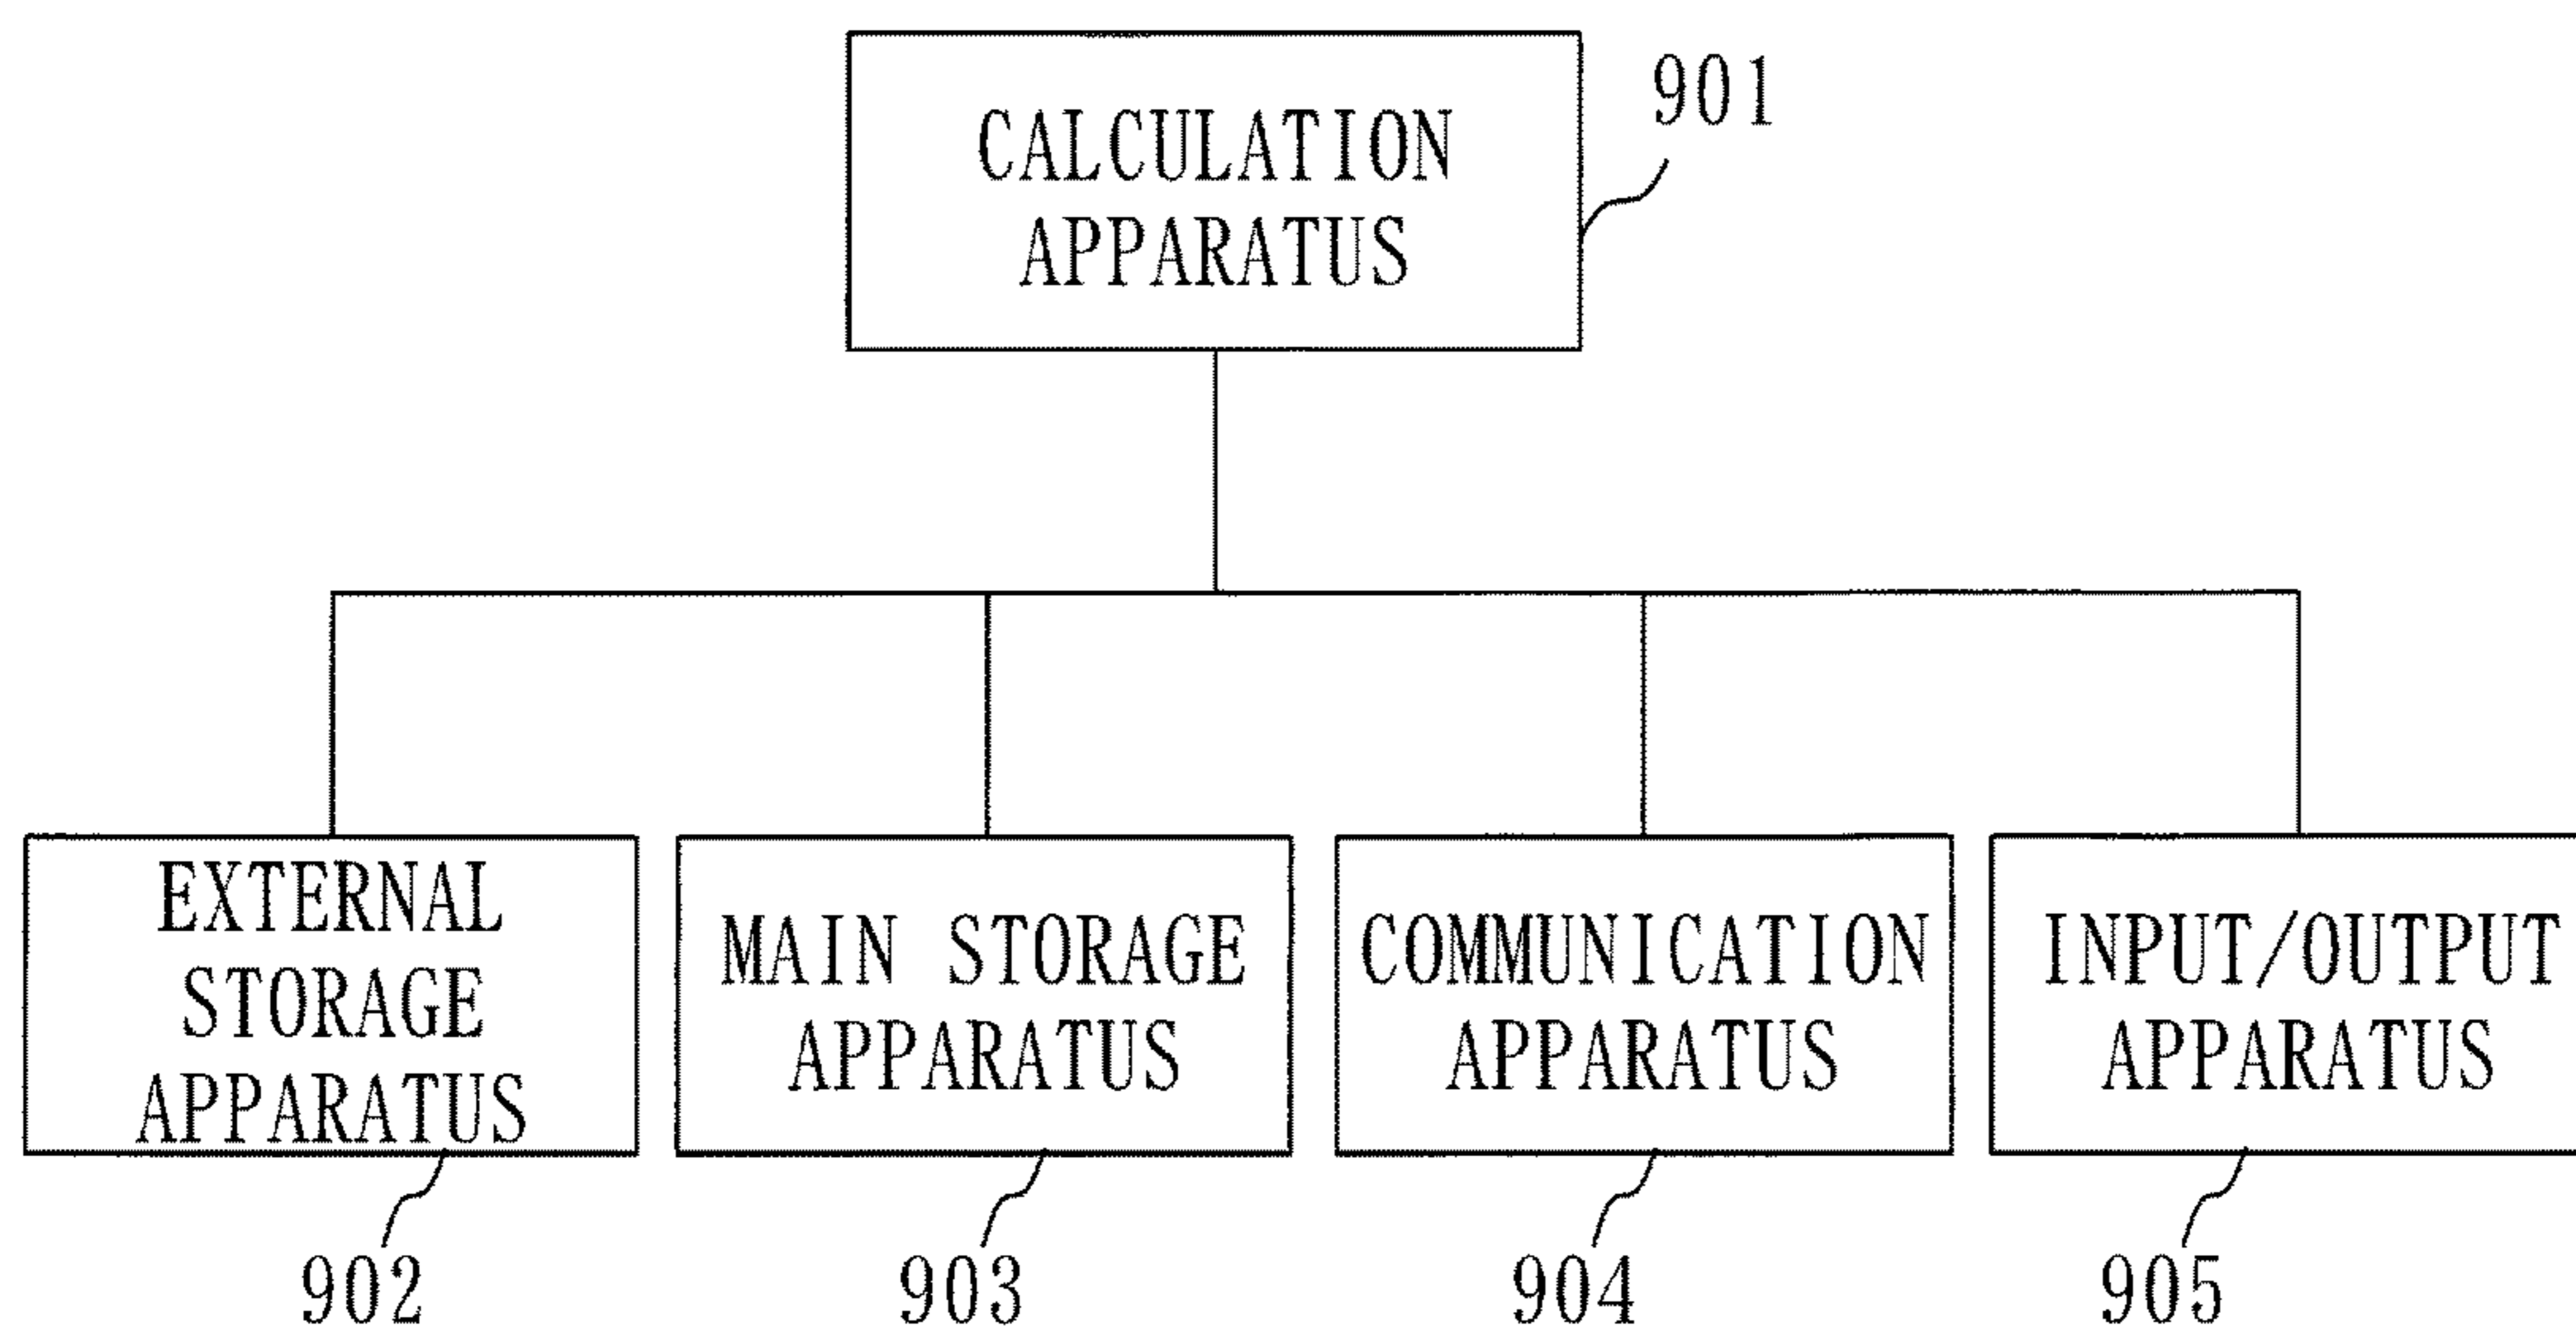 CALCULATION
APPARATUS
901
EXTERNAL
STORAGE
APPARATUS
902
MAIN STORAGE
APPARATUS
903
COMMUNICATION
APPARATUS
904
INPUT/OUTPUT
APPARATUS
905